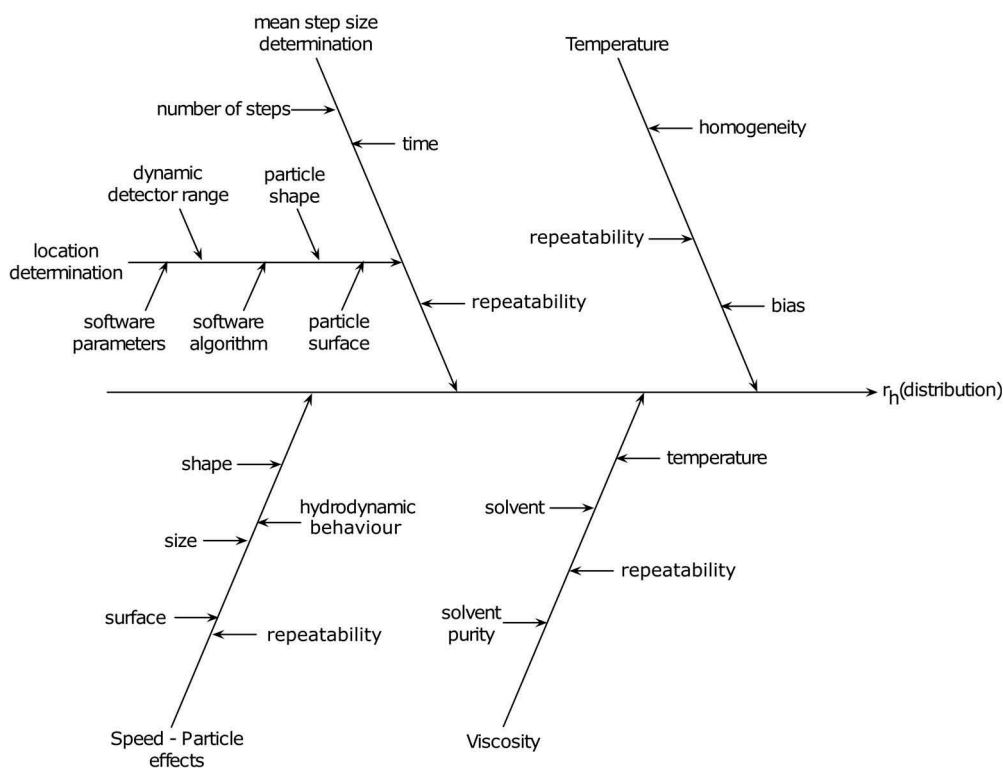 mean step size
determination
Temperature
number of steps
time
homogeneity
dynamic
detector range
particle
shape
repeatability
location
determination
repeatability
bias
software
parameters
software
algorithm
particle
surface
rh(distribution)
shape
temperature
hydrodynamic
behaviour
solvent
size
repeatability
surface
repeatability
solvent
purity
Speed - Particle
effects
Viscosity